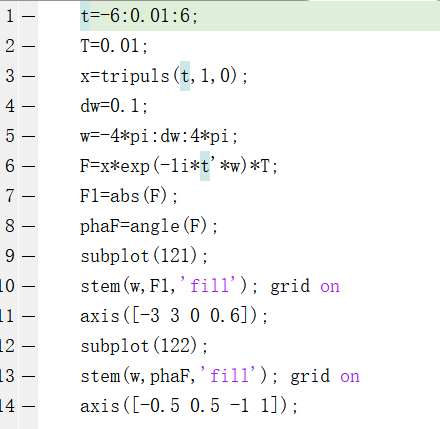 1 – t=-6:0.01:6;
2 – T=0.01;
3 – x=tripuls(t,1,0);
4 – dw=0.1;
5 – w=-4*pi:dw:4*pi;
6 – F=x*exp(-1i*t'*w)*T;
7 – F1=abs(F);
8 – phaF=angle(F);
9 – subplot(121);
10 – stem(w,F1,'fill'); grid on
11 – axis([-3 3 0 0.6]);
12 – subplot(122);
13 – stem(w,phaF,'fill'); grid on
14 – axis([-0.5 0.5 -1 1]);